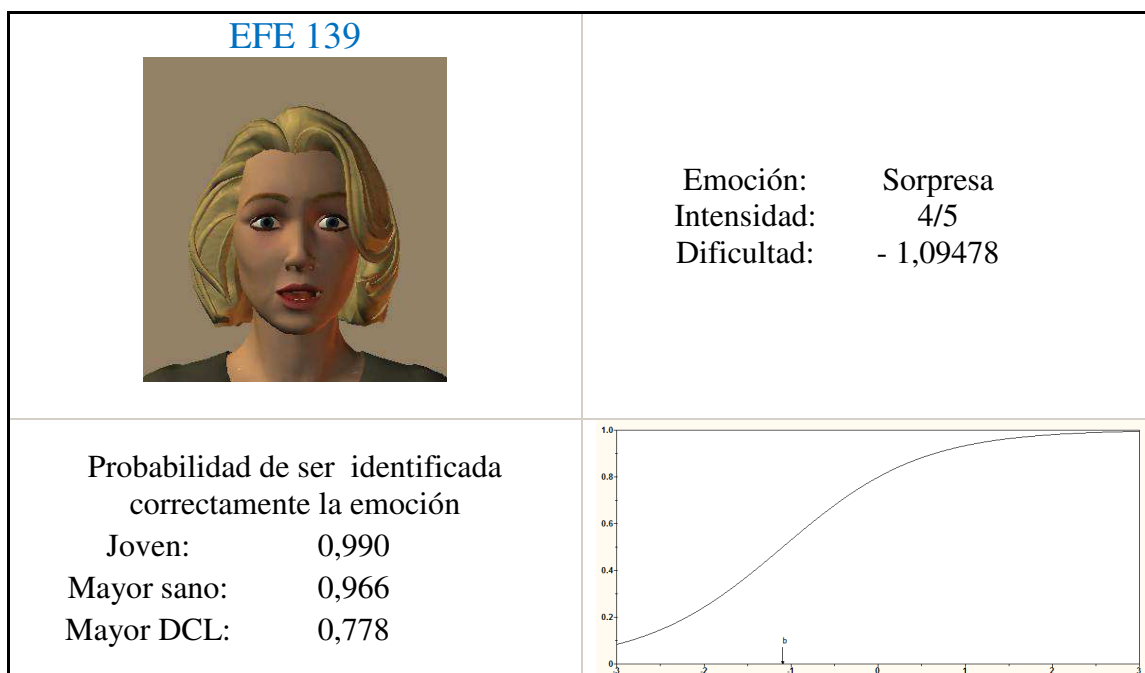 EFE 139
Emoción: Sorpresa
Intensidad: 4/5
Dificultad: - 1,09478
Probabilidad de ser identificada
correctamente la emoción
Joven: 0,990
Mayor sano: 0,966
Mayor DCL: 0,778
1.0
0.8
0.6
0.4
0.2
0
b
-3 -2 -1 0 1 2 3